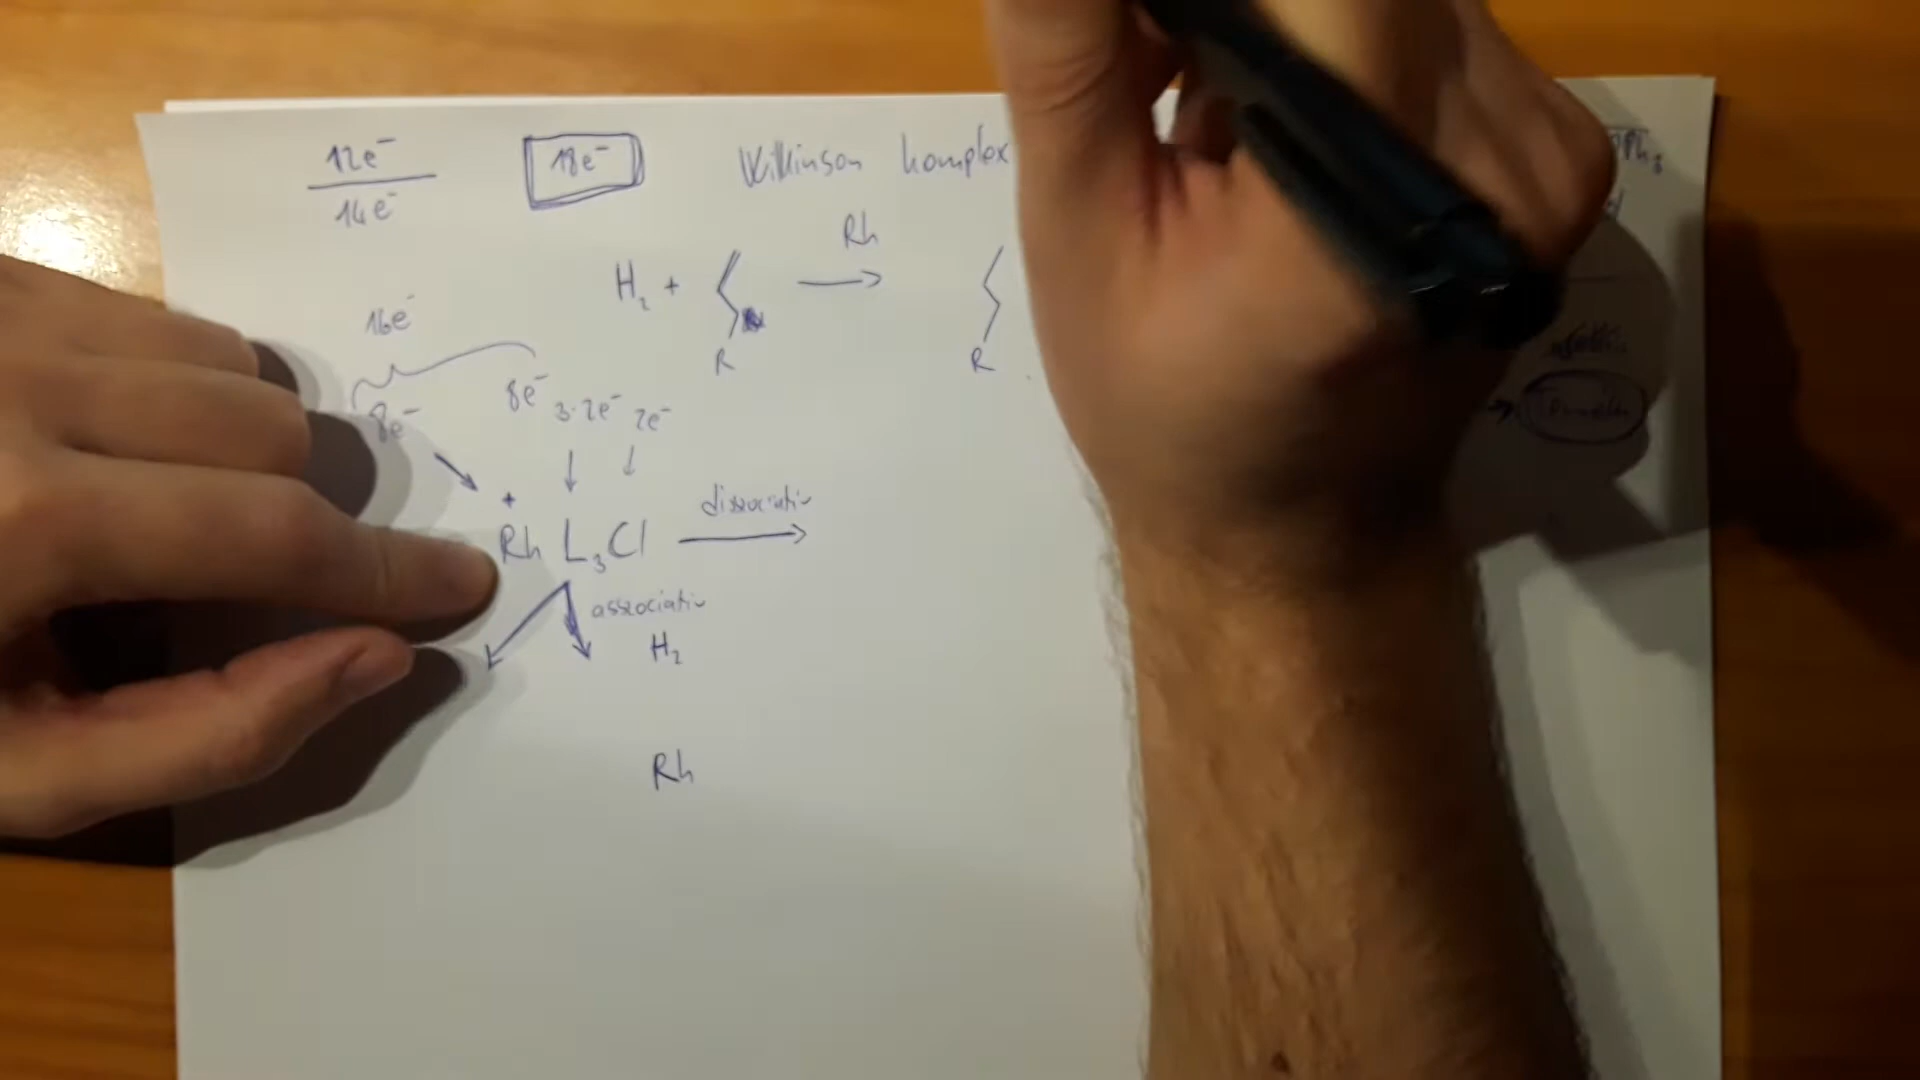 12e⁻
14e⁻
18e⁻
Wilkinson komplex
Rh
H₂ +
R
R
16e⁻
8e⁻
8e⁻ 3·2e⁻ 2e⁻
+
Rh L₃Cl
dissociativ
associativ
H₂
Rh